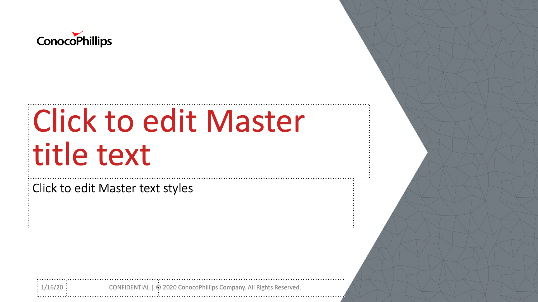 ConocoPhillips
Click to edit Master
title text
Click to edit Master text styles
1/16/20 CONFIDENTIAL | © 2020 ConocoPhillips Company. All Rights Reserved.